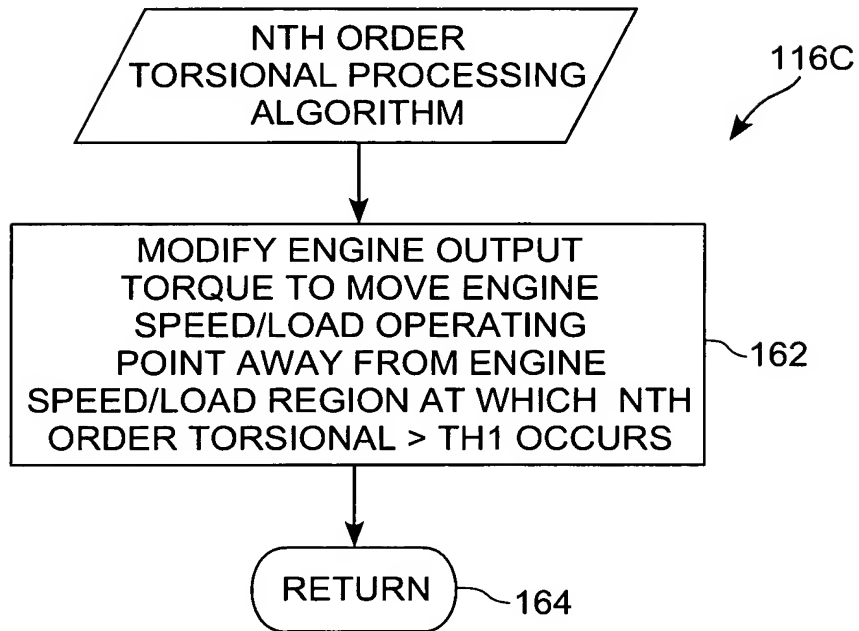 NTH ORDER
TORSIONAL PROCESSING
ALGORITHM
116C
MODIFY ENGINE OUTPUT
TORQUE TO MOVE ENGINE
SPEED/LOAD OPERATING
POINT AWAY FROM ENGINE
SPEED/LOAD REGION AT WHICH NTH
ORDER TORSIONAL > TH1 OCCURS
162
RETURN
164